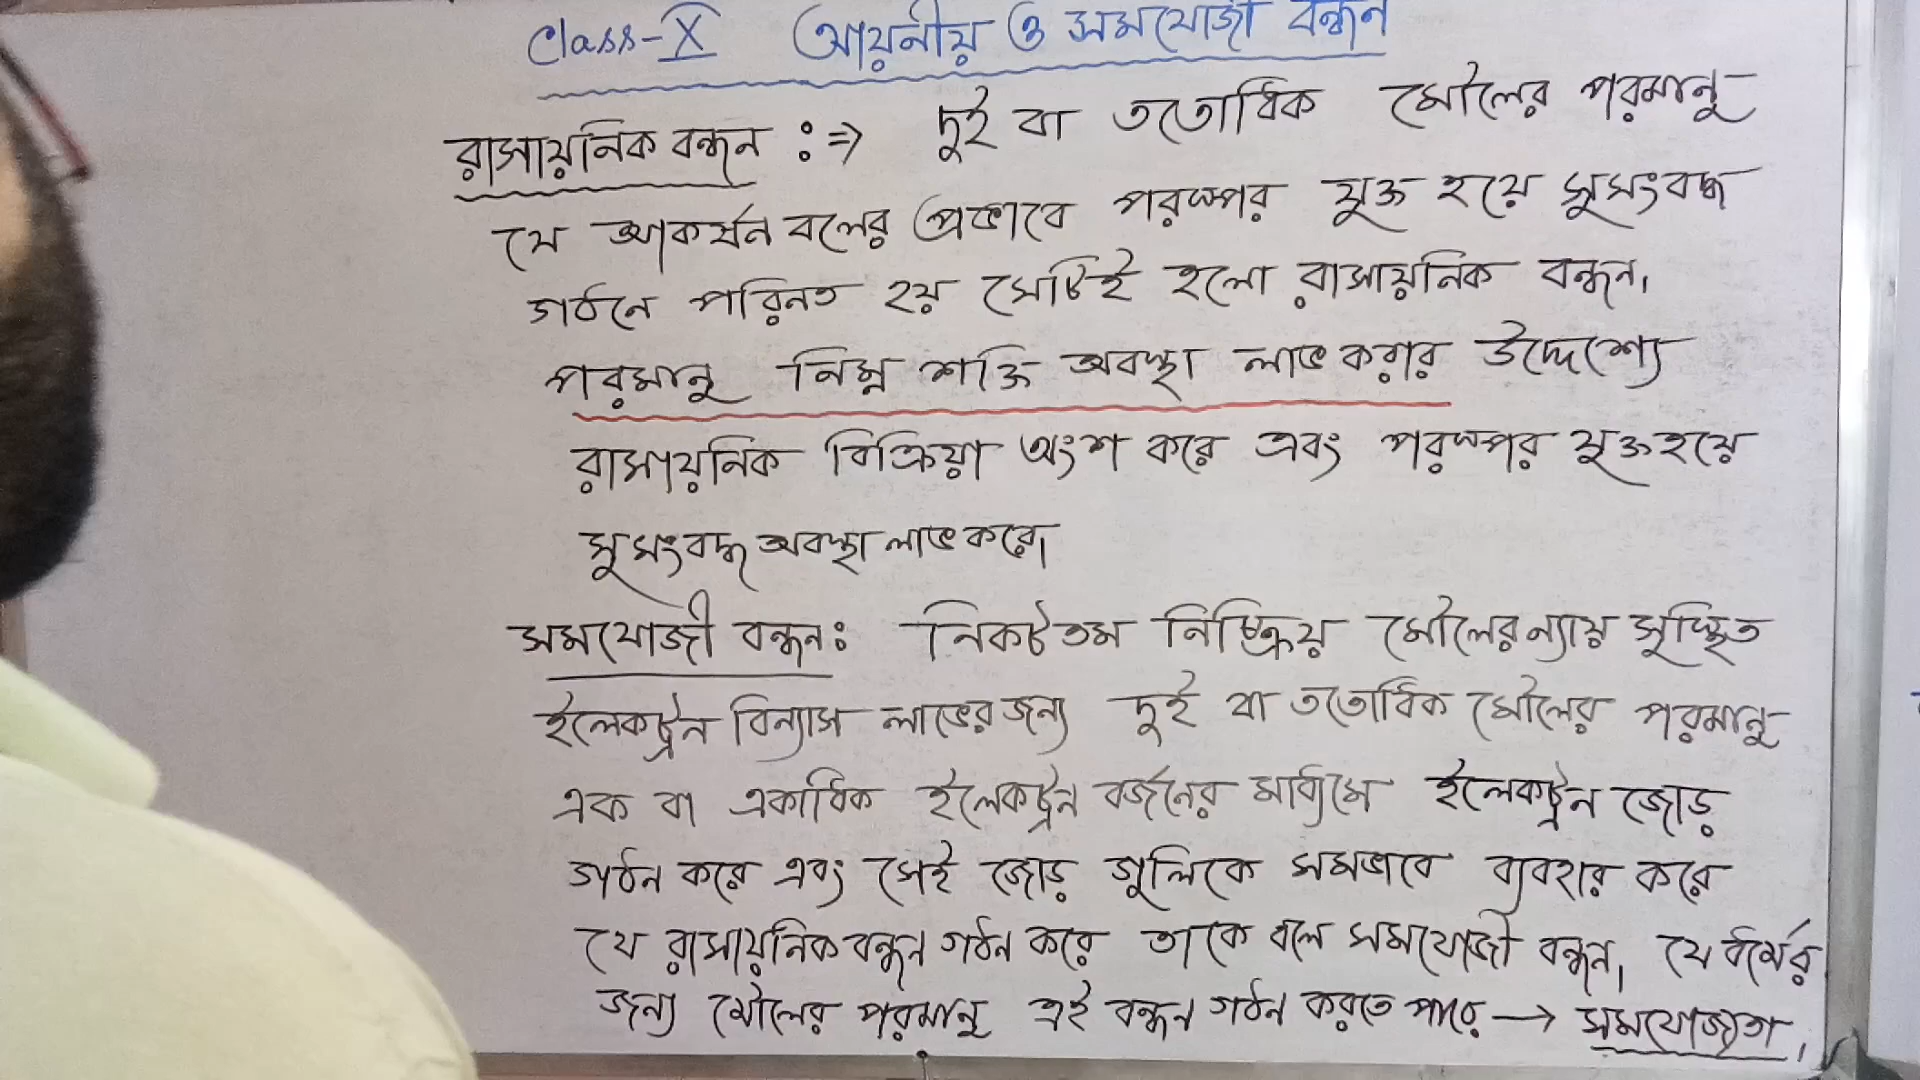 Class-X আয়নীয় ও সমযোজী বন্ধন
রাসায়নিক বন্ধন :⇒ দুই বা ততোধিক মৌলের পরমানু
যে আকর্ষন বলের প্রভাবে পরস্পর যুক্ত হয়ে সুসংবদ্ধ
গঠনে পরিনত হয় সেটিই হলো রাসায়নিক বন্ধন।
পরমানু নিম্ন শক্তি অবস্থা লাভ করার উদ্দেশ্যে
রাসায়নিক বিক্রিয়া অংশ করে এবং পরস্পর যুক্ত হয়ে
সুসংবদ্ধ অবস্থা লাভ করে।
সমযোজী বন্ধন: নিকটতম নিষ্ক্রিয় মৌলের ন্যায় সুস্থিত
ইলেকট্রন বিন্যাস লাভের জন্য দুই বা ততোধিক মৌলের পরমানু
এক বা একাধিক ইলেকট্রন বর্জনের মাধ্যমে ইলেকট্রন জোড়
গঠন করে এবং সেই জোড় গুলিকে সমভাবে ব্যবহার করে
যে রাসায়নিক বন্ধন গঠন করে তাকে বলে সমযোজী বন্ধন। যে ধর্মের
জন্য মৌলের পরমানু এই বন্ধন গঠন করতে পারে → সমযোজ্যতা।